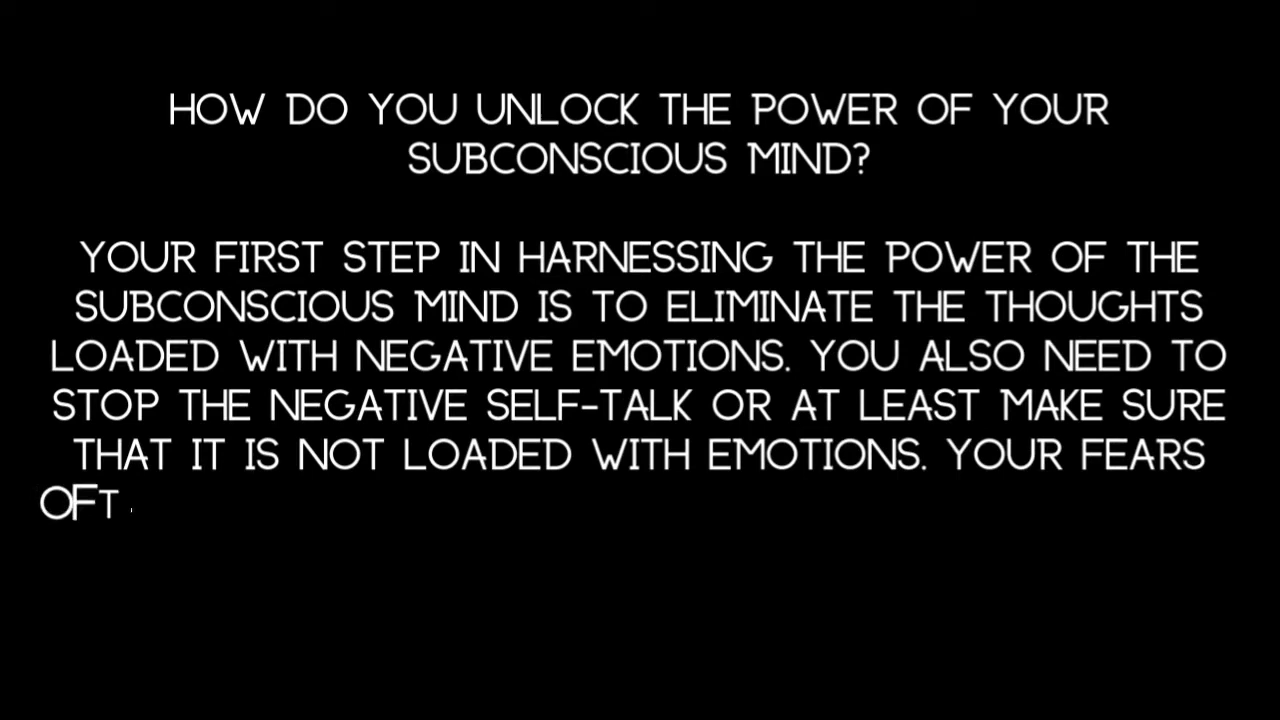 HOW DO YOU UNLOCK THE POWER OF YOUR
SUBCONSCIOUS MIND?
YOUR FIRST STEP IN HARNESSING THE POWER OF THE
SUBCONSCIOUS MIND IS TO ELIMINATE THE THOUGHTS
LOADED WITH NEGATIVE EMOTIONS. YOU ALSO NEED TO
STOP THE NEGATIVE SELF-TALK OR AT LEAST MAKE SURE
THAT IT IS NOT LOADED WITH EMOTIONS. YOUR FEARS
OFT